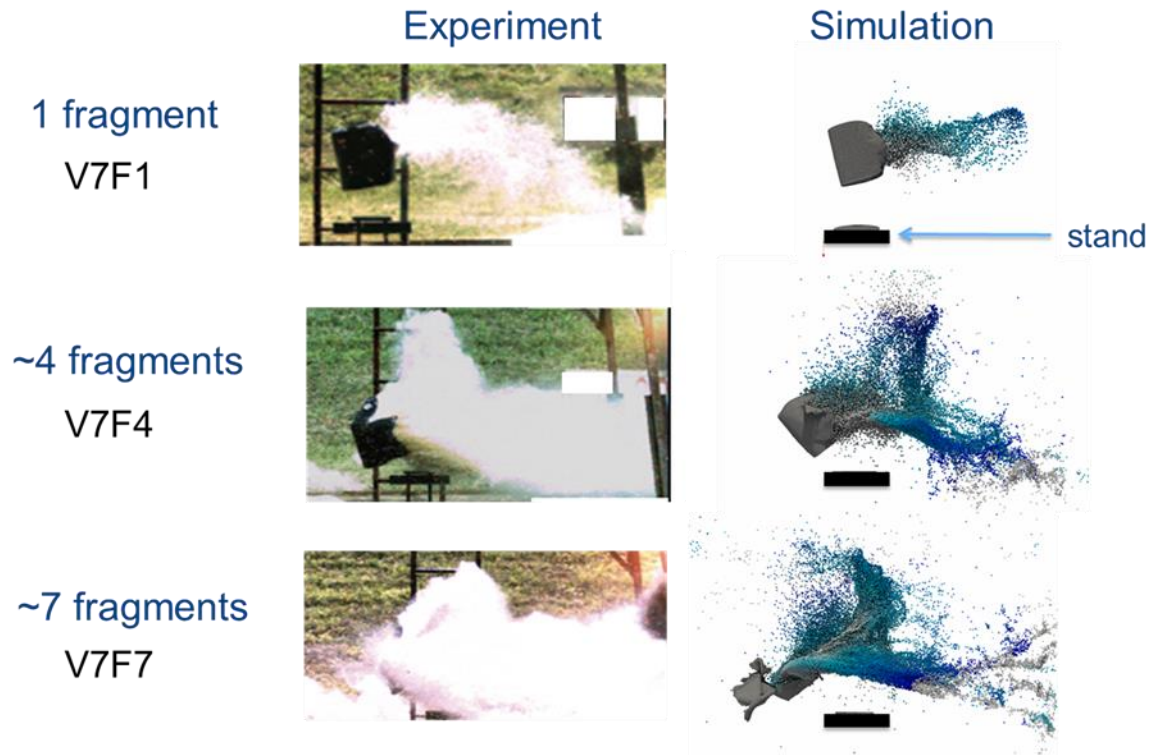 Experiment
Simulation
1 fragment
V7F1
stand
~4 fragments
V7F4
~7 fragments
V7F7